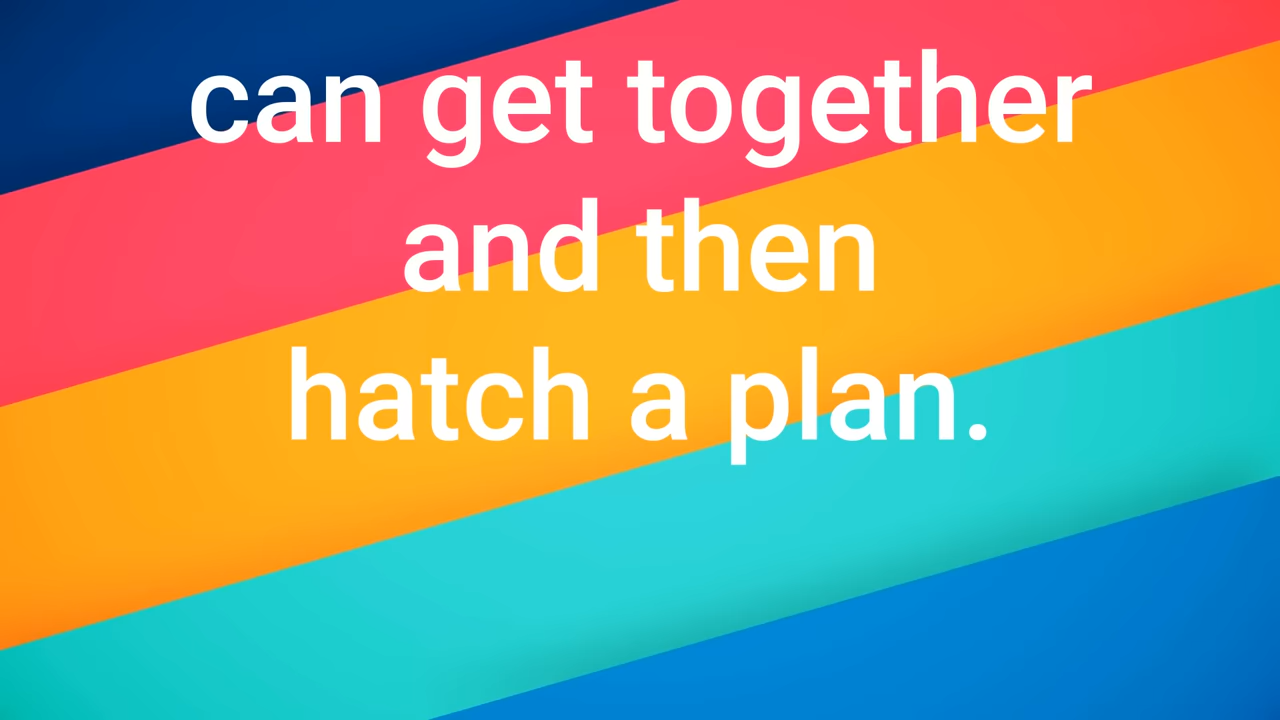 can get together
and then
hatch a plan.